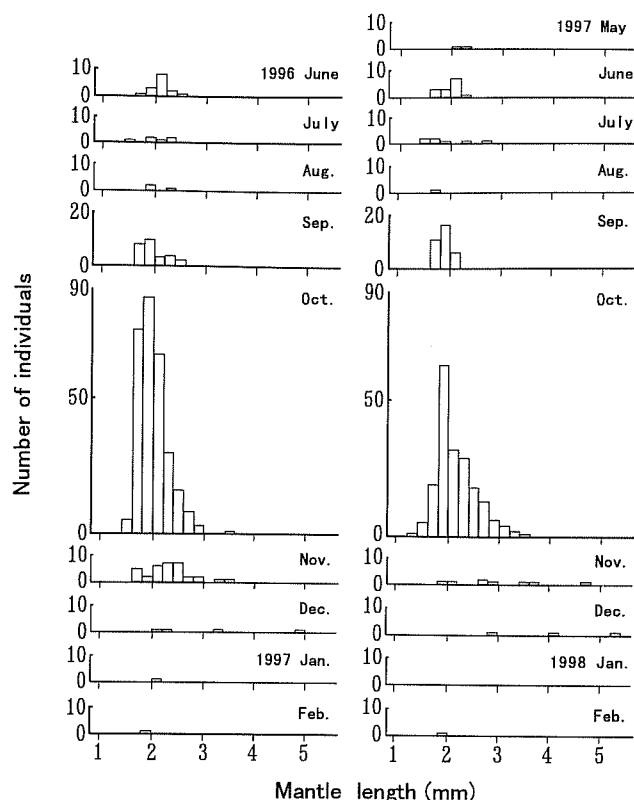 Number of individuals
1996 June
10
0
July
10
0
Aug.
10
0
Sep.
20
0
Oct.
90
50
0
Nov.
10
0
Dec.
10
0
1997 Jan.
10
0
Feb.
10
0
1 2 3 4 5
1997 May
10
0
June
10
0
July
10
0
Aug.
10
0
Sep.
20
0
Oct.
90
50
0
Nov.
10
0
Dec.
10
0
1998 Jan.
10
0
Feb.
10
0
1 2 3 4 5
Mantle length (mm)